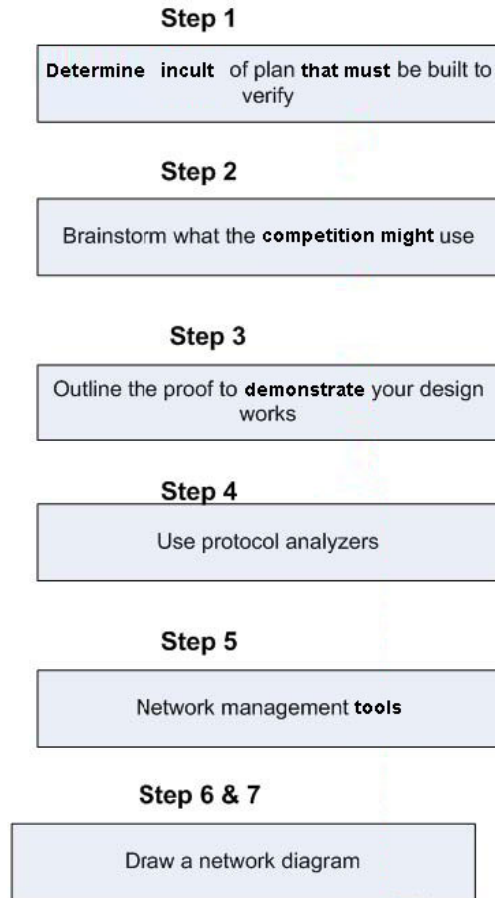 Step 1
Determine incult of plan that must be built to
verify
Step 2
Brainstorm what the competition might use
Step 3
Outline the proof to demonstrate your design
works
Step 4
Use protocol analyzers
Step 5
Network management tools
Step 6 & 7
Draw a network diagram